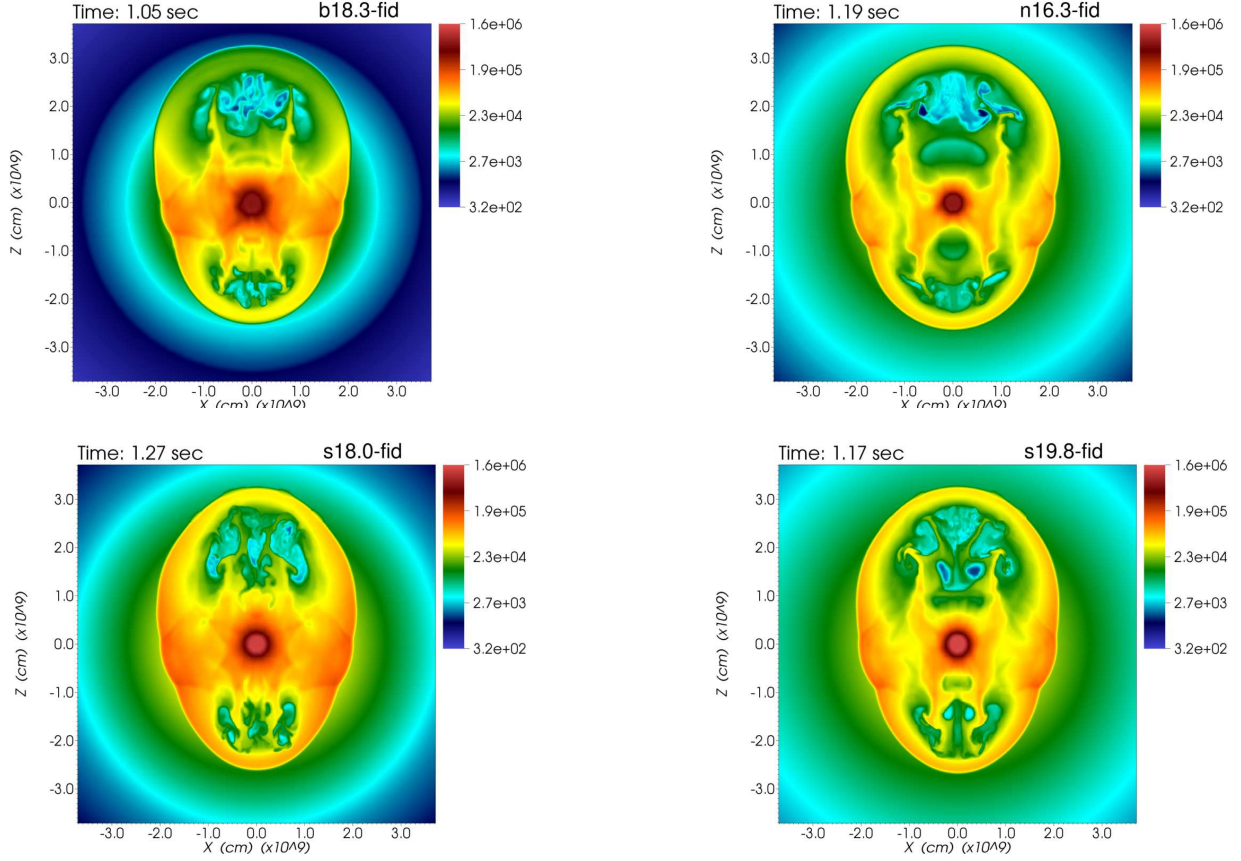 Time: 1.05 sec b18.3-fid
1.6e+06
1.9e+05
2.3e+04
2.7e+03
3.2e+02
3.0
2.0
1.0
0.0
-1.0
-2.0
-3.0
Z (cm) (x10^9)
-3.0 -2.0 -1.0 0.0 1.0 2.0 3.0
X (cm) (x10^9)
Time: 1.19 sec n16.3-fid
1.6e+06
1.9e+05
2.3e+04
2.7e+03
3.2e+02
3.0
2.0
1.0
0.0
-1.0
-2.0
-3.0
Z (cm) (x10^9)
-3.0 -2.0 -1.0 0.0 1.0 2.0 3.0
X (cm) (x10^9)
Time: 1.27 sec s18.0-fid
1.6e+06
1.9e+05
2.3e+04
2.7e+03
3.2e+02
3.0
2.0
1.0
0.0
-1.0
-2.0
-3.0
Z (cm) (x10^9)
-3.0 -2.0 -1.0 0.0 1.0 2.0 3.0
X (cm) (x10^9)
Time: 1.17 sec s19.8-fid
1.6e+06
1.9e+05
2.3e+04
2.7e+03
3.2e+02
3.0
2.0
1.0
0.0
-1.0
-2.0
-3.0
Z (cm) (x10^9)
-3.0 -2.0 -1.0 0.0 1.0 2.0 3.0
X (cm) (x10^9)